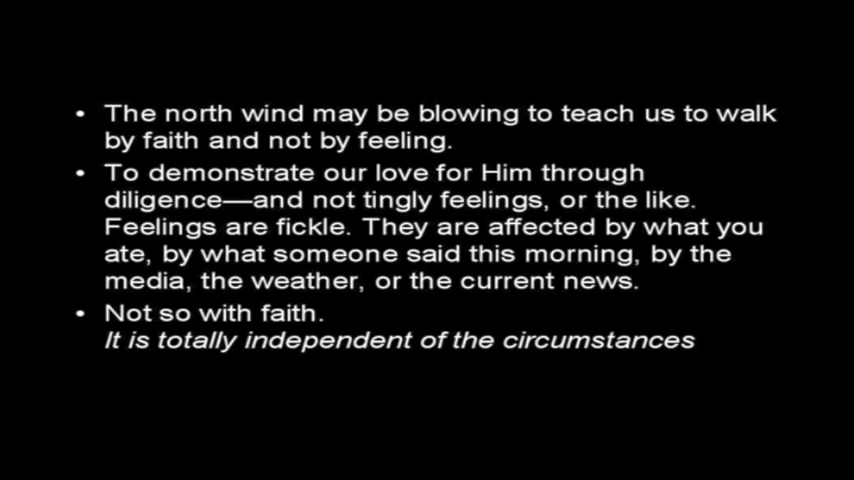 • The north wind may be blowing to teach us to walk
by faith and not by feeling.
• To demonstrate our love for Him through
diligence—and not tingly feelings, or the like.
Feelings are fickle. They are affected by what you
ate, by what someone said this morning, by the
media, the weather, or the current news.
• Not so with faith.
It is totally independent of the circumstances